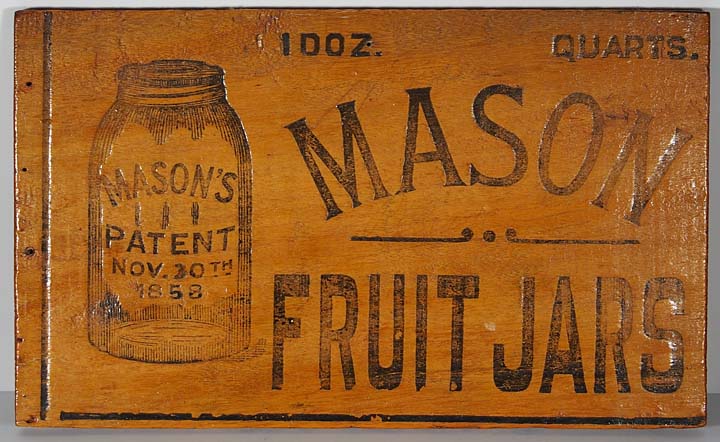 1 DOZ. QUARTS.
MASON
FRUIT JARS
MASON'S
PATENT
NOV. 30TH
1858